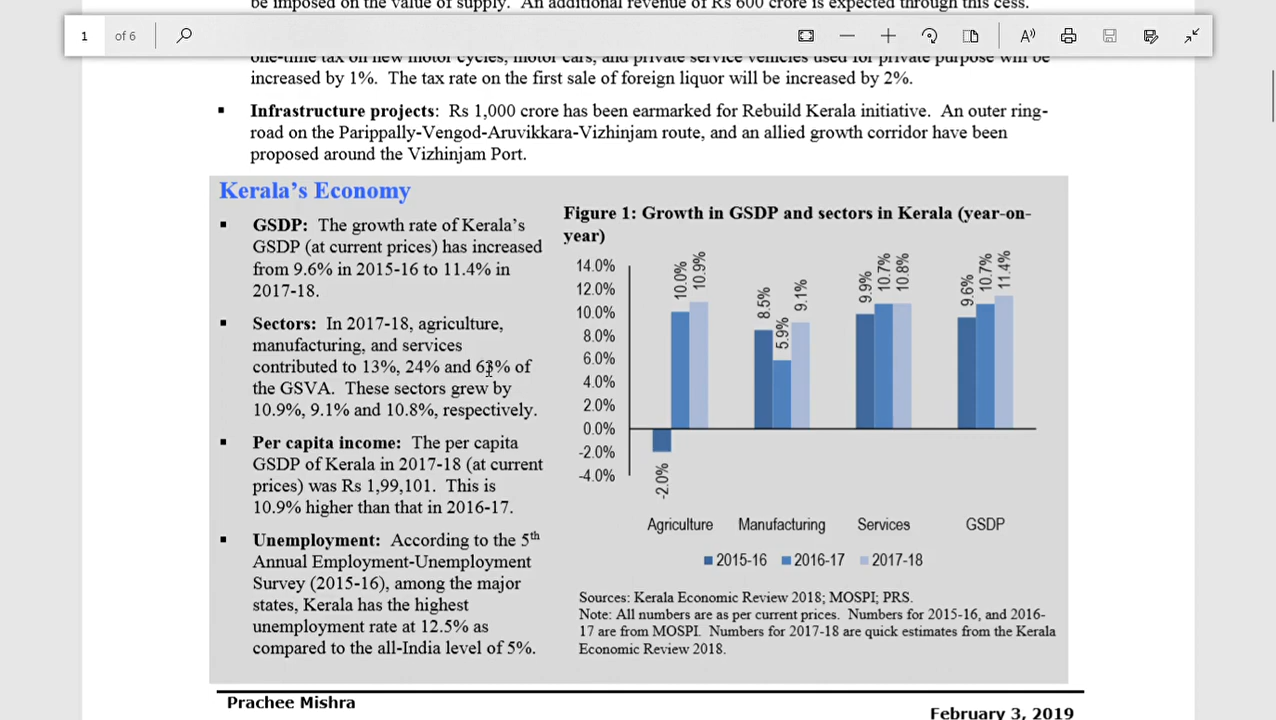 be imposed on the value of supply. An additional revenue of Rs 600 crore is expected through this cess.
1 of 6
one-time tax on new motor cycles, motor cars, and private service vehicles used for private purpose will be
increased by 1%. The tax rate on the first sale of foreign liquor will be increased by 2%.
▪ Infrastructure projects: Rs 1,000 crore has been earmarked for Rebuild Kerala initiative. An outer ring-
road on the Parippally-Vengod-Aruvikkara-Vizhinjam route, and an allied growth corridor have been
proposed around the Vizhinjam Port.
Kerala's Economy
▪ GSDP: The growth rate of Kerala's
GSDP (at current prices) has increased
from 9.6% in 2015-16 to 11.4% in
2017-18.
▪ Sectors: In 2017-18, agriculture,
manufacturing, and services
contributed to 13%, 24% and 63% of
the GSVA. These sectors grew by
10.9%, 9.1% and 10.8%, respectively.
▪ Per capita income: The per capita
GSDP of Kerala in 2017-18 (at current
prices) was Rs 1,99,101. This is
10.9% higher than that in 2016-17.
▪ Unemployment: According to the 5th
Annual Employment-Unemployment
Survey (2015-16), among the major
states, Kerala has the highest
unemployment rate at 12.5% as
compared to the all-India level of 5%.
Figure 1: Growth in GSDP and sectors in Kerala (year-on-
year)
14.0%
12.0%
10.0%
8.0%
6.0%
4.0%
2.0%
0.0%
-2.0%
-4.0%
-2.0% 10.0% 10.9%
8.5% 5.9% 9.1%
9.9% 10.7% 10.8%
9.6% 10.7% 11.4%
Agriculture Manufacturing Services GSDP
2015-16 2016-17 2017-18
Sources: Kerala Economic Review 2018; MOSPI; PRS.
Note: All numbers are as per current prices. Numbers for 2015-16, and 2016-
17 are from MOSPI. Numbers for 2017-18 are quick estimates from the Kerala
Economic Review 2018.
Prachee Mishra
February 3, 2019